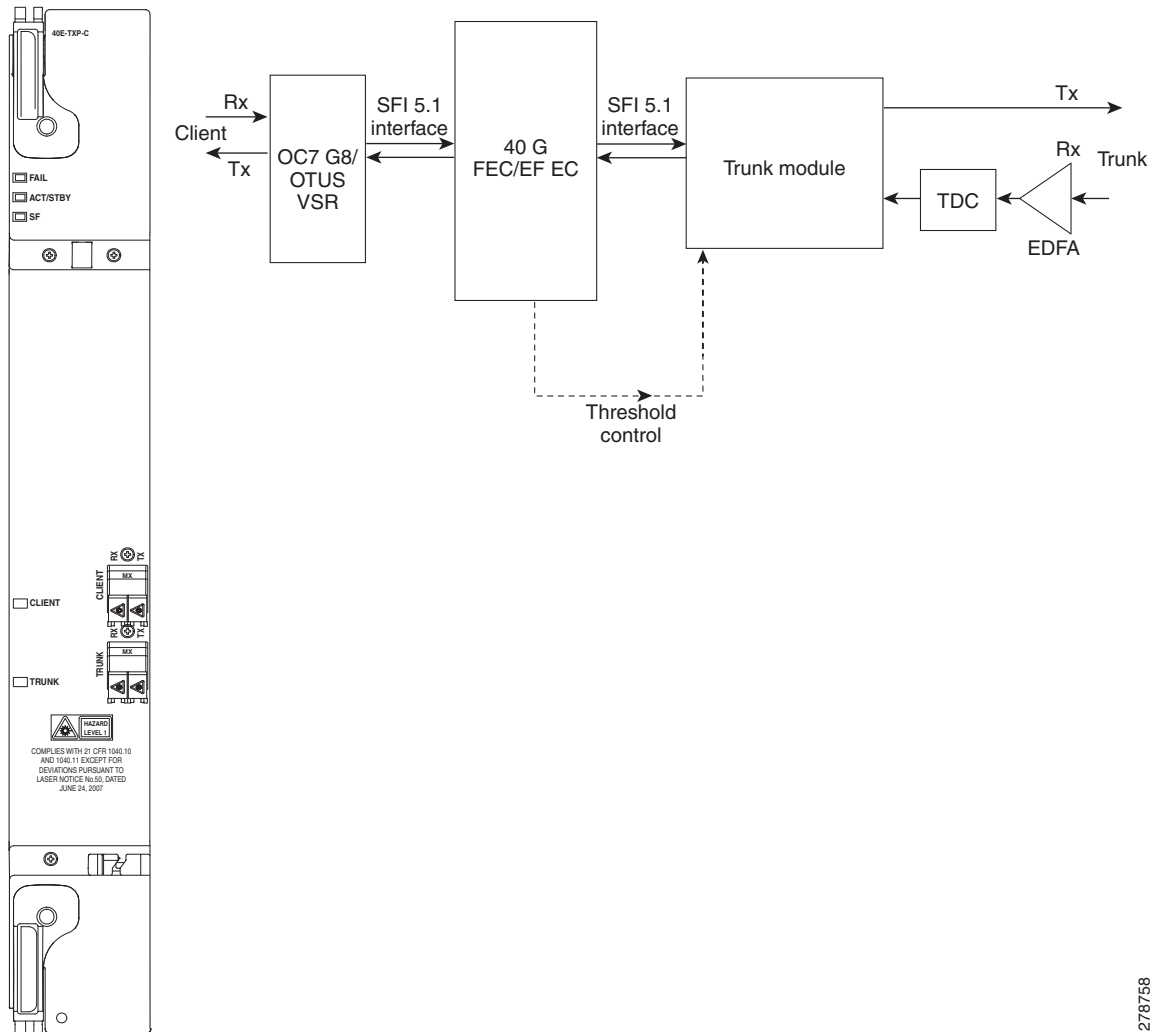 40E-TXP-C
FAIL
ACT/STBY
SF
Rx
Client
Tx
OC7 G8/
OTUS
VSR
SFI 5.1
interface
40 G
FEC/EF EC
SFI 5.1
interface
Trunk module
Tx
Rx
Trunk
TDC
EDFA
Threshold
control
CLIENT
RX
TX
CLIENT
MX
RX
TX
TRUNK
MX
TRUNK
HAZARD
LEVEL 1
COMPLIES WITH 21 CFR 1040.10
AND 1040.11 EXCEPT FOR
DEVIATIONS PURSUANT TO
LASER NOTICE No.50, DATED
JUNE 24, 2007
278758